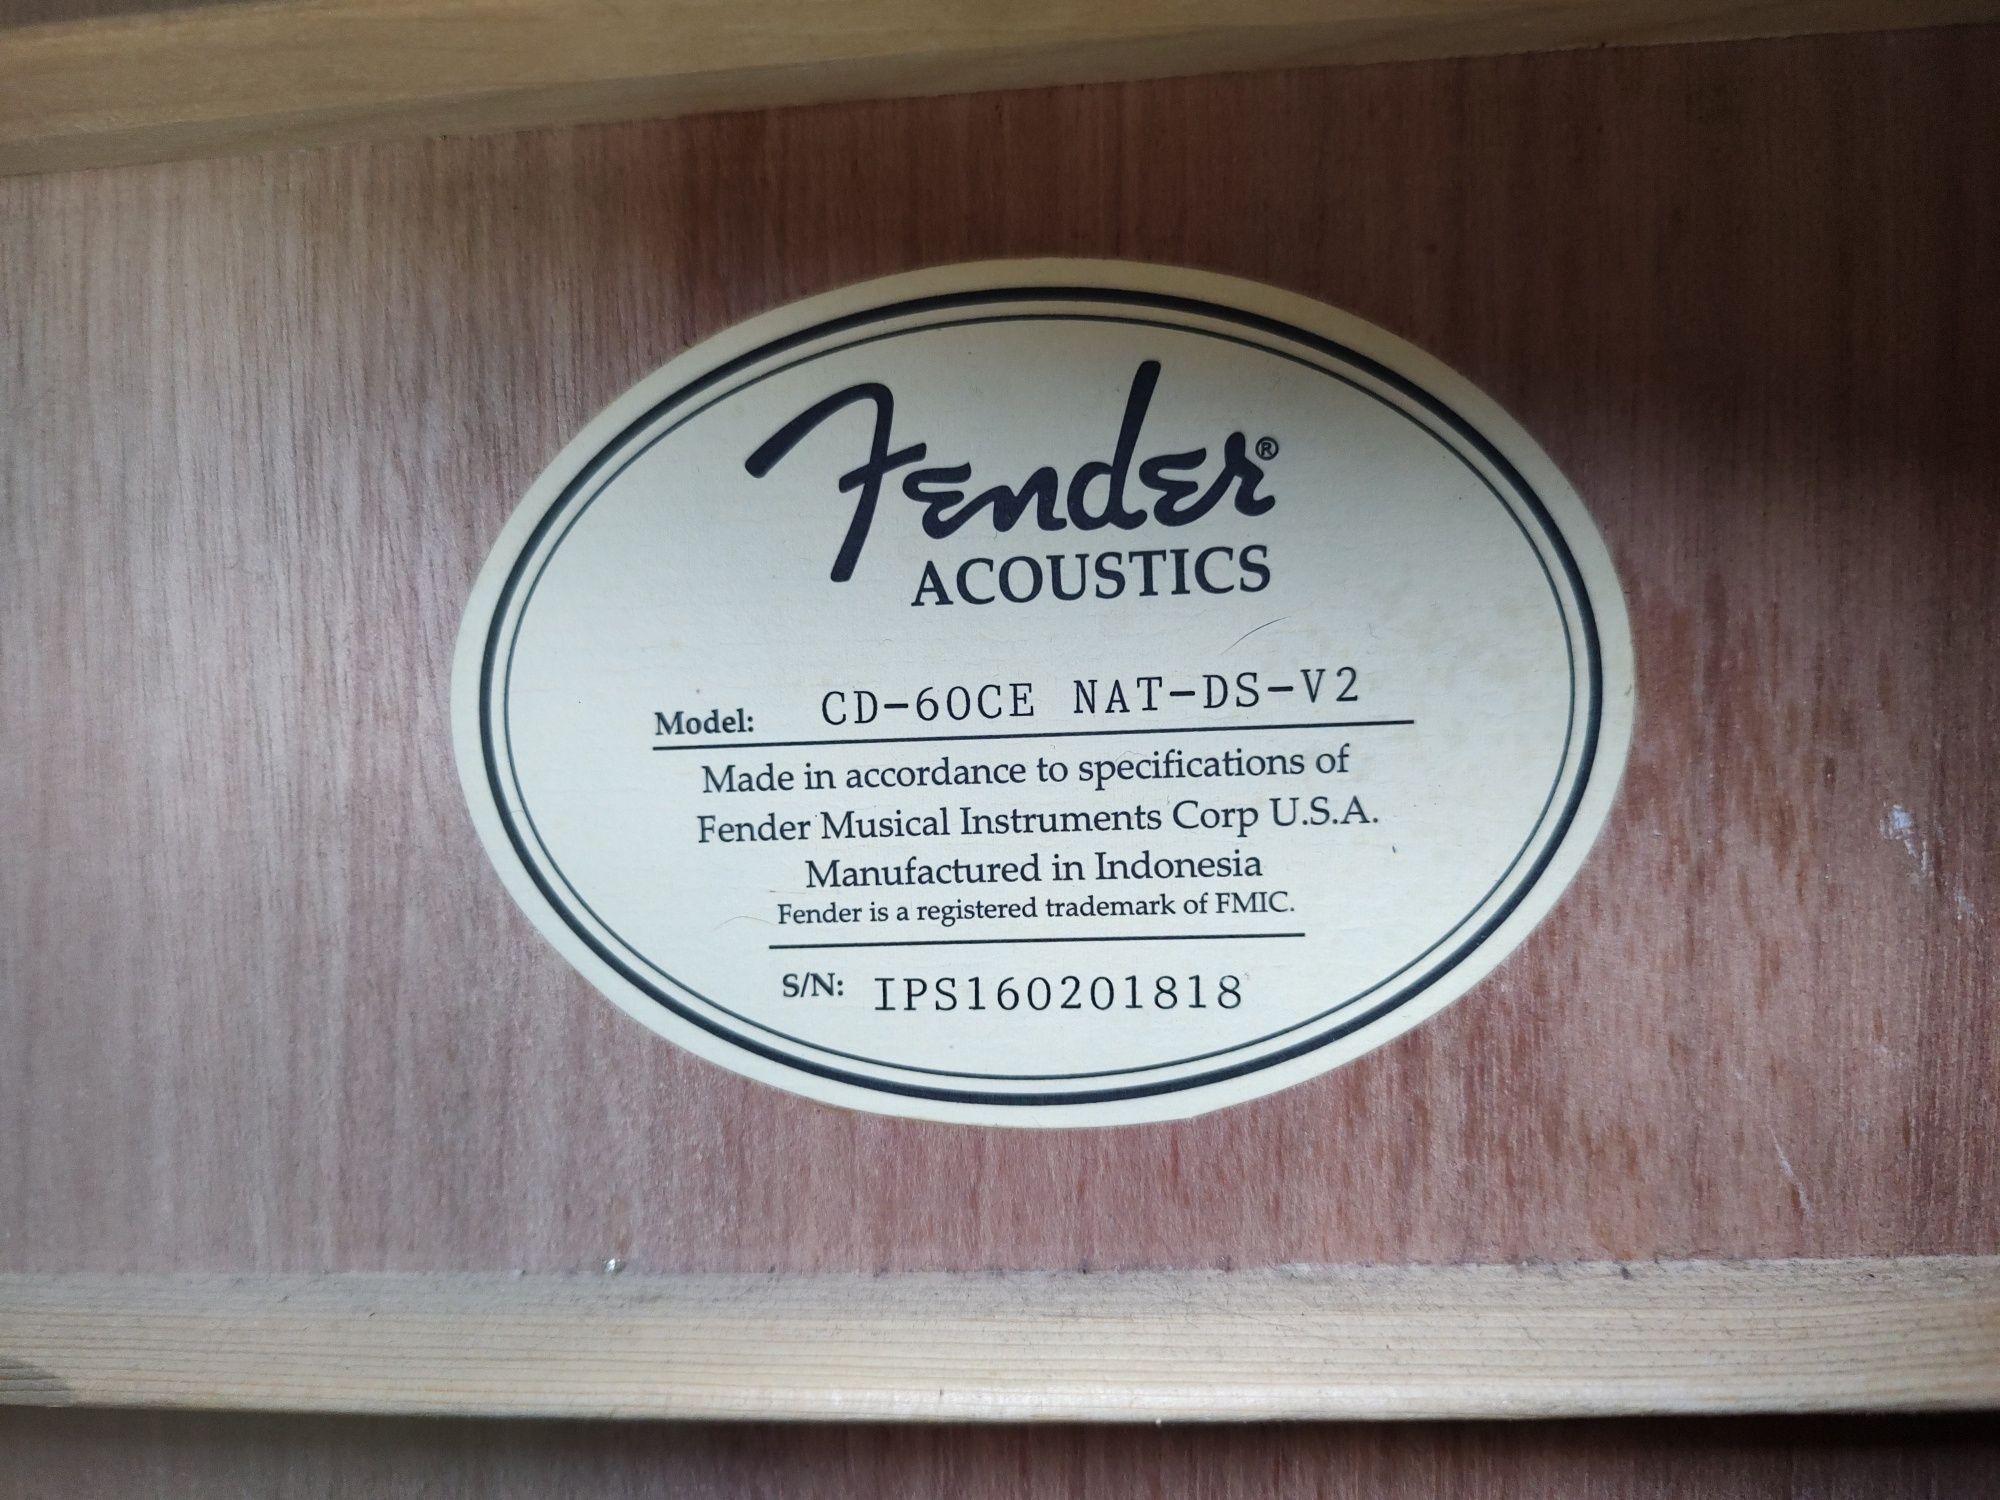 Fender®
ACOUSTICS
Model: CD-60CE NAT-DS-V2
Made in accordance to specifications of
Fender Musical Instruments Corp U.S.A.
Manufactured in Indonesia
Fender is a registered trademark of FMIC.
S/N: IPS160201818